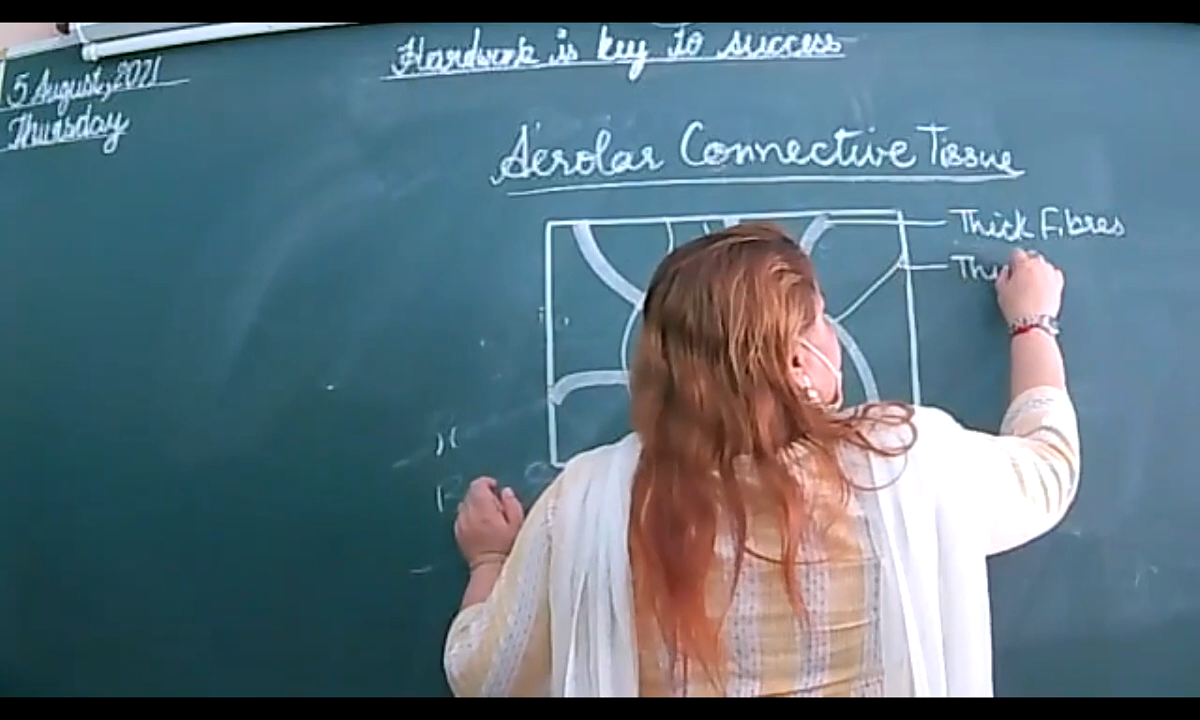 Hardwork is key to success
5 August, 2021
Thursday
Aerolar Connective Tissue
Thick Fibres